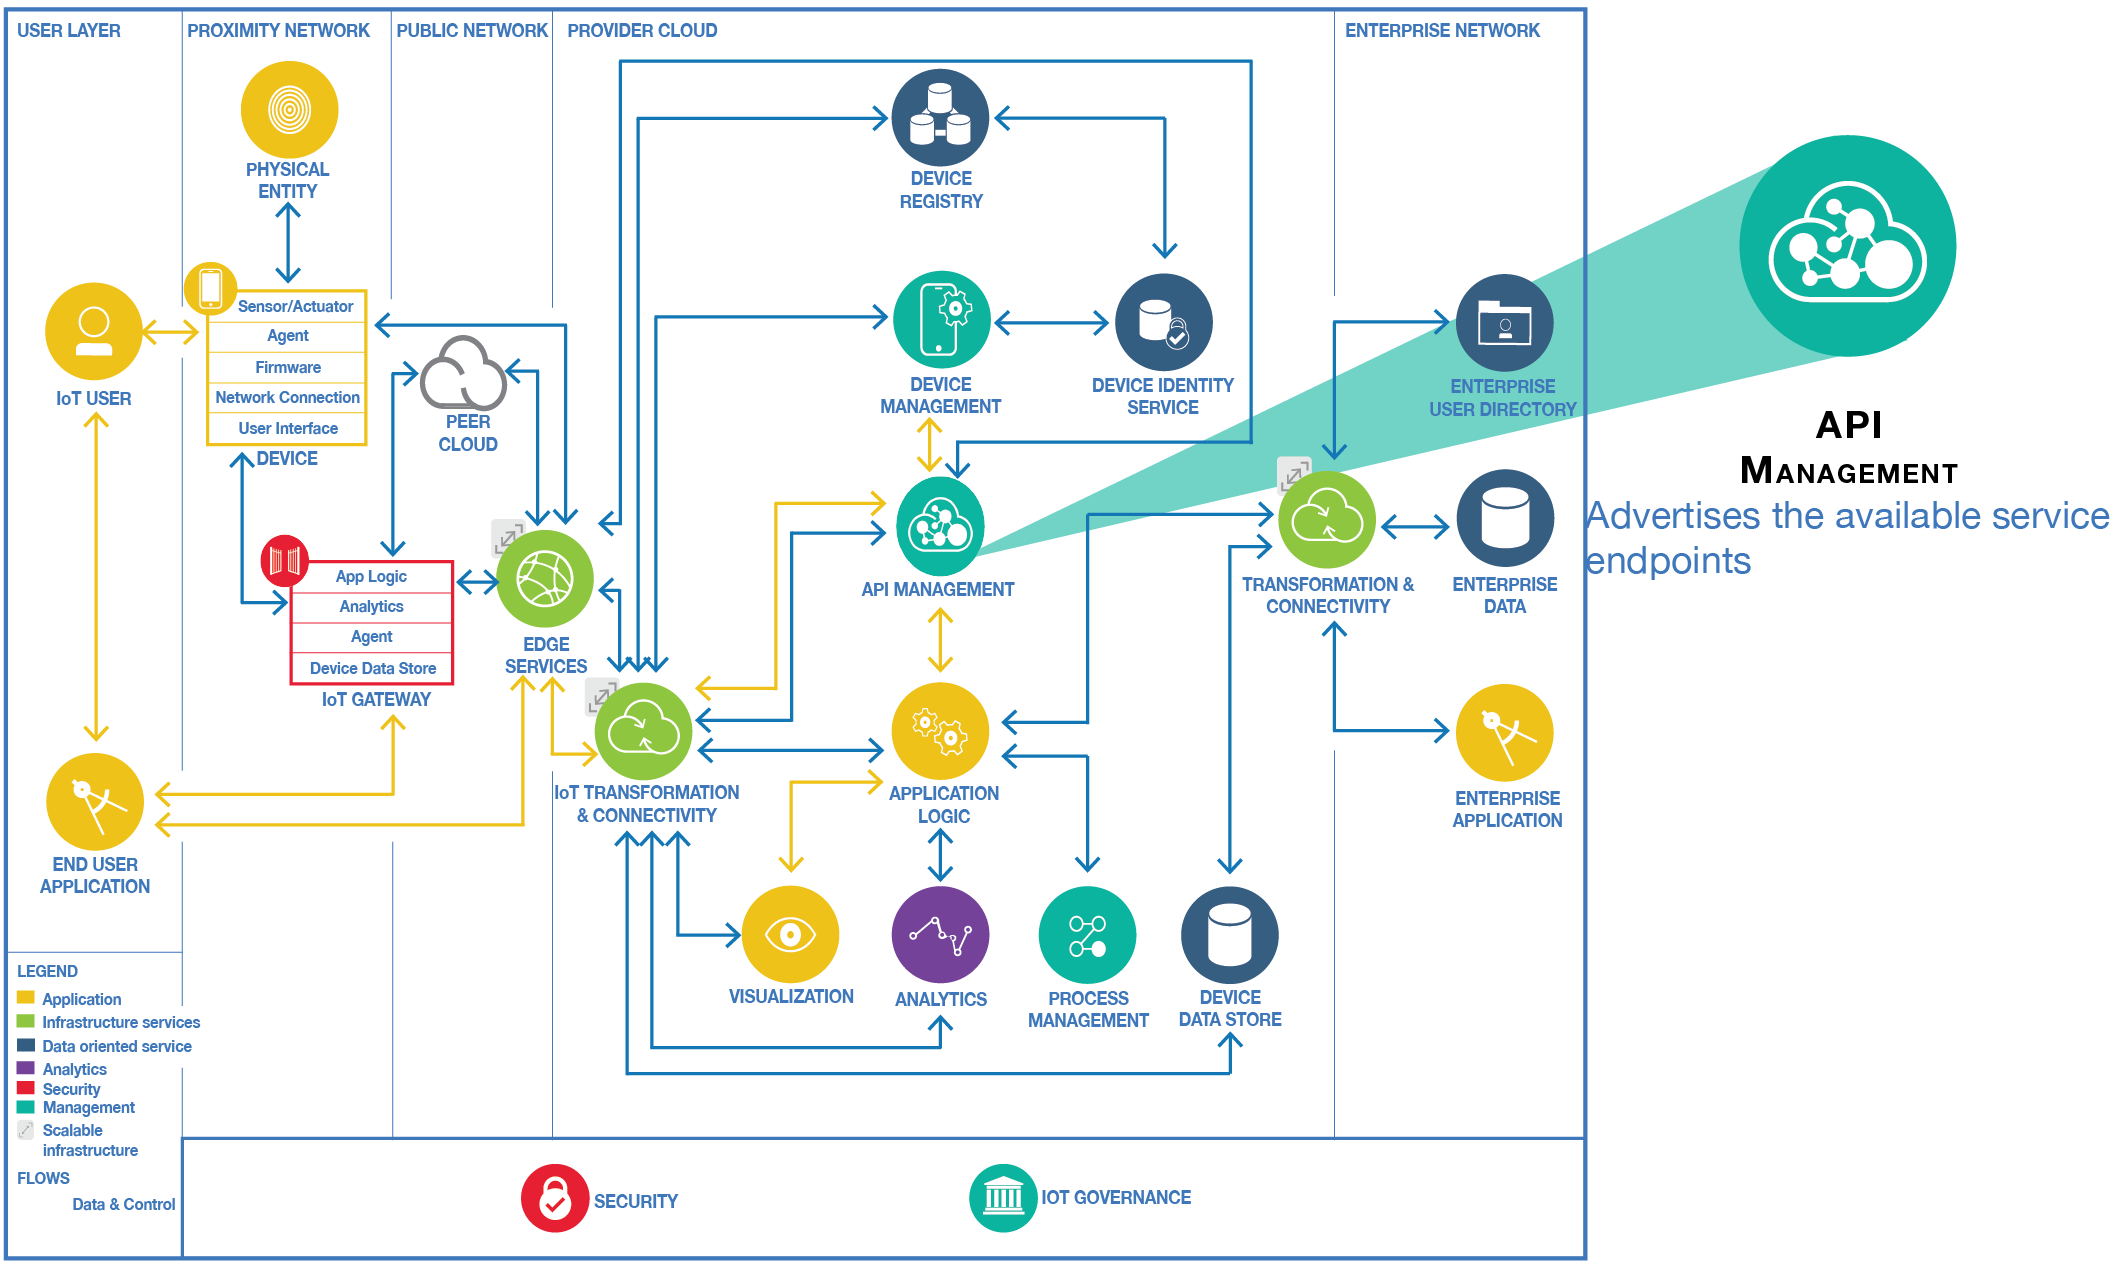 USER LAYER
PROXIMITY NETWORK
PUBLIC NETWORK
PROVIDER CLOUD
ENTERPRISE NETWORK
PHYSICAL
ENTITY
IoT USER
Sensor/Actuator
Agent
Firmware
Network Connection
User Interface
DEVICE
PEER
CLOUD
App Logic
Analytics
Agent
Device Data Store
IoT GATEWAY
END USER
APPLICATION
EDGE
SERVICES
IoT TRANSFORMATION
& CONNECTIVITY
DEVICE
REGISTRY
DEVICE
MANAGEMENT
DEVICE IDENTITY
SERVICE
API MANAGEMENT
APPLICATION
LOGIC
VISUALIZATION
ANALYTICS
PROCESS
MANAGEMENT
DEVICE
DATA STORE
TRANSFORMATION &
CONNECTIVITY
ENTERPRISE
USER DIRECTORY
ENTERPRISE
DATA
ENTERPRISE
APPLICATION
API
MANAGEMENT
Advertises the available service
endpoints
LEGEND
Application
Infrastructure services
Data oriented service
Analytics
Security
Management
Scalable
infrastructure
FLOWS
Data & Control
SECURITY
IOT GOVERNANCE